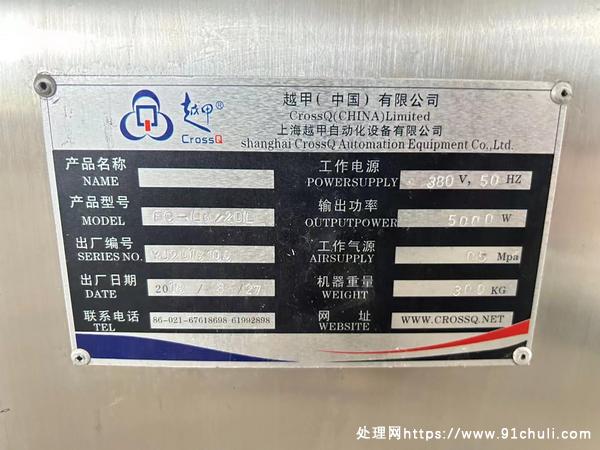 越甲® CrossQ
越甲(中国)有限公司
CrossQ(CHINA)Limited
上海越甲自动化设备有限公司
shanghai CrossQ Automation Equipment Co.,Ltd.
产品名称
NAME
产品型号
MODEL
出厂编号
SERIES NO.
出厂日期
DATE 2018 / 8 /27
联系电话
TEL 86-021-67618698 61992898
工作电源
POWERSUPPLY 380 V, 50 HZ
输出功率
OUTPUTPOWER 5000 W
工作气源
AIRSUPPLY Mpa
机器重量
WEIGHT 300 KG
网 址
WEBSITE WWW.CROSSQ.NET
处理网https://www.91chuli.com/